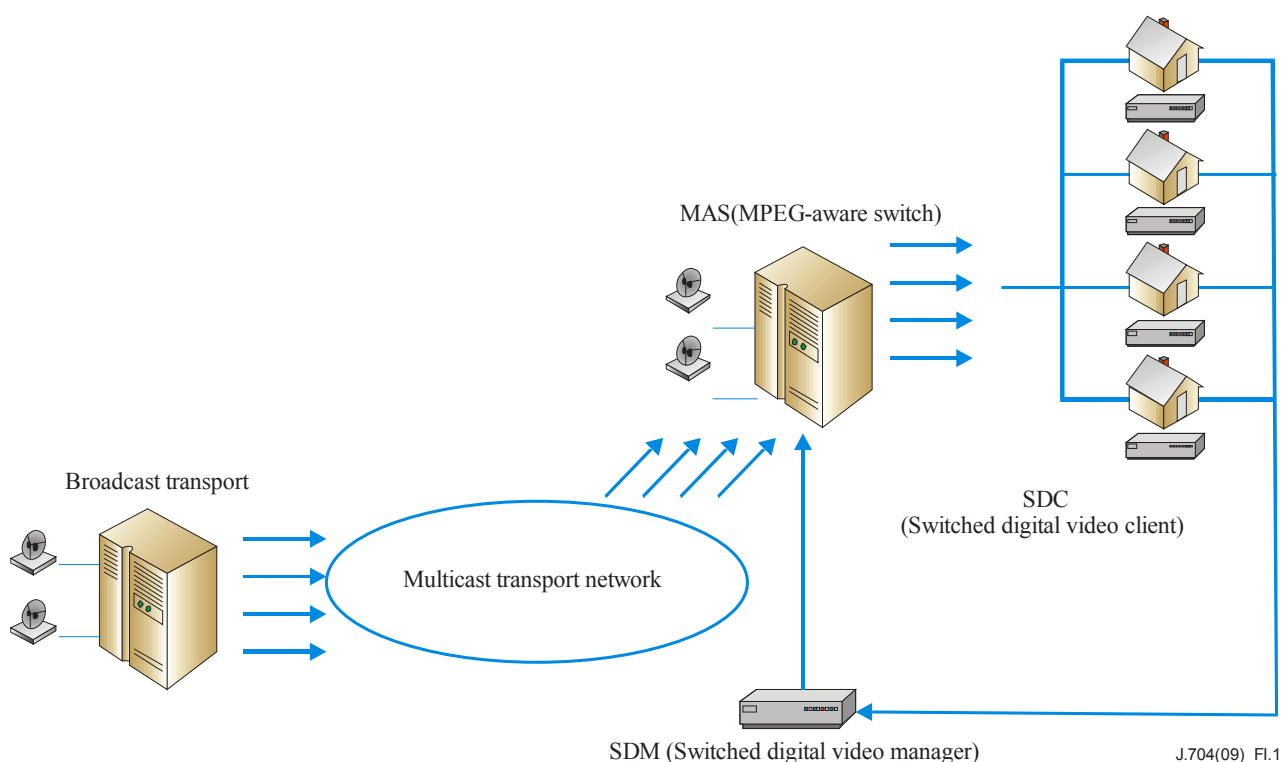 MAS(MPEG-aware switch)
Broadcast transport
SDC
(Switched digital video client)
Multicast transport network
SDM (Switched digital video manager)
J.704(09)_FI.1